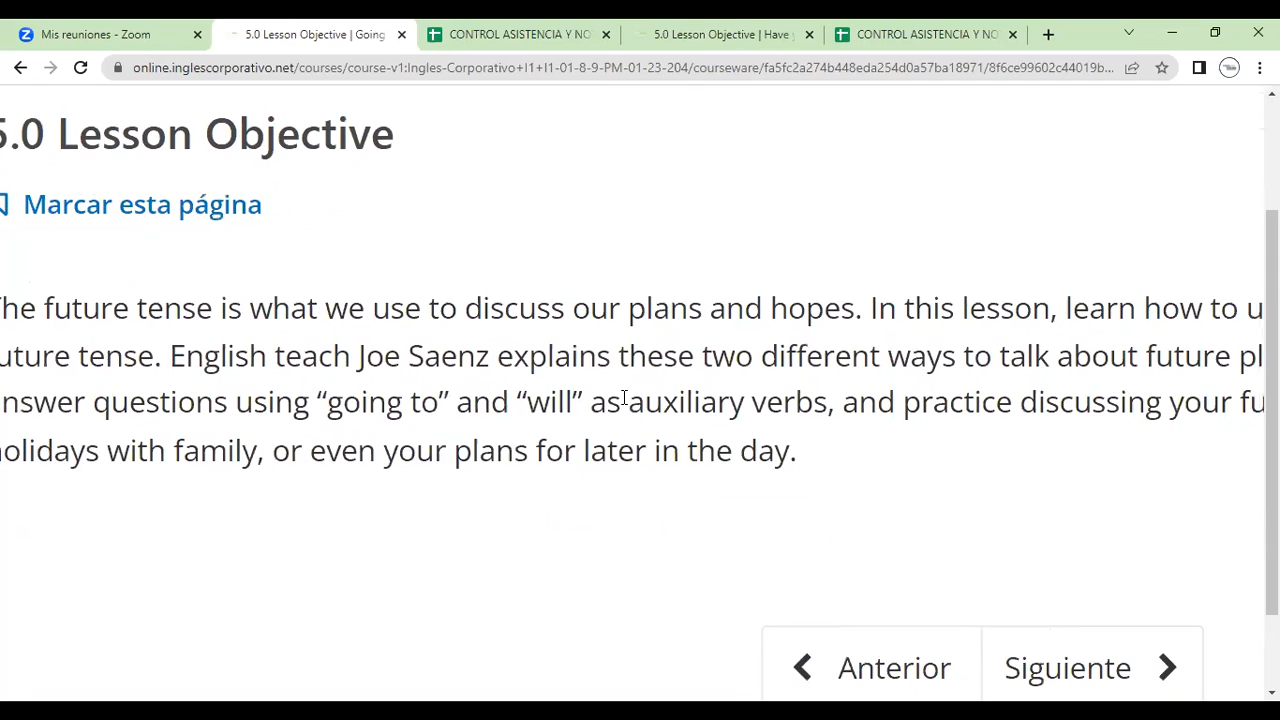 Mis reuniones - Zoom
5.0 Lesson Objective | Going
CONTROL ASISTENCIA Y NO
5.0 Lesson Objective | Have
CONTROL ASISTENCIA Y NO
online.inglescorporativo.net/courses/course-v1:Ingles-Corporativo+I1+I1-01-8-9-PM-01-23-204/courseware/fa5fc2a274b448eda254d0a57ba18971/8f6ce99602c44019b...
5.0 Lesson Objective
Marcar esta página
The future tense is what we use to discuss our plans and hopes. In this lesson, learn how to u
uture tense. English teach Joe Saenz explains these two different ways to talk about future pl
nswer questions using “going to” and “will” as auxiliary verbs, and practice discussing your fu
holidays with family, or even your plans for later in the day.
Anterior
Siguiente